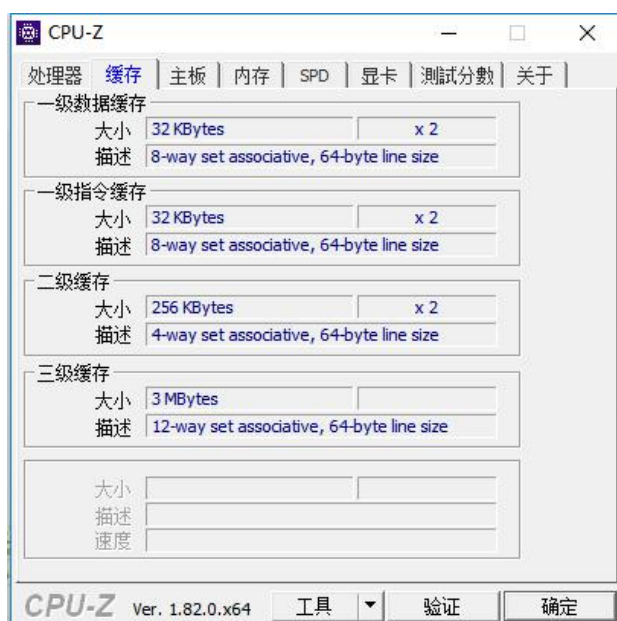 CPU-Z
处理器 缓存 主板 内存 SPD 显卡 測試分數 关于
一级数据缓存
大小 32 KBytes x 2
描述 8-way set associative, 64-byte line size
一级指令缓存
大小 32 KBytes x 2
描述 8-way set associative, 64-byte line size
二级缓存
大小 256 KBytes x 2
描述 4-way set associative, 64-byte line size
三级缓存
大小 3 MBytes
描述 12-way set associative, 64-byte line size
大小
描述
速度
CPU-Z Ver. 1.82.0.x64 工具 验证 确定